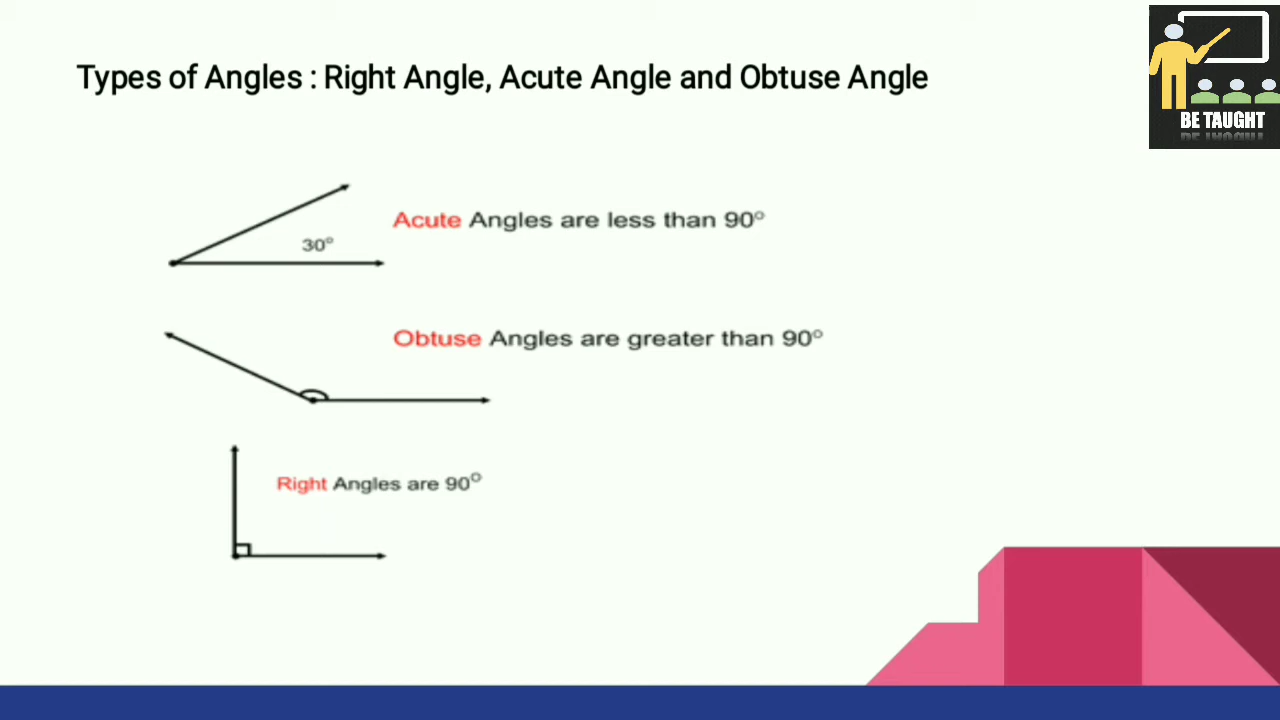 Types of Angles : Right Angle, Acute Angle and Obtuse Angle
BE TAUGHT
Acute Angles are less than 90°
30°
Obtuse Angles are greater than 90°
Right Angles are 90°